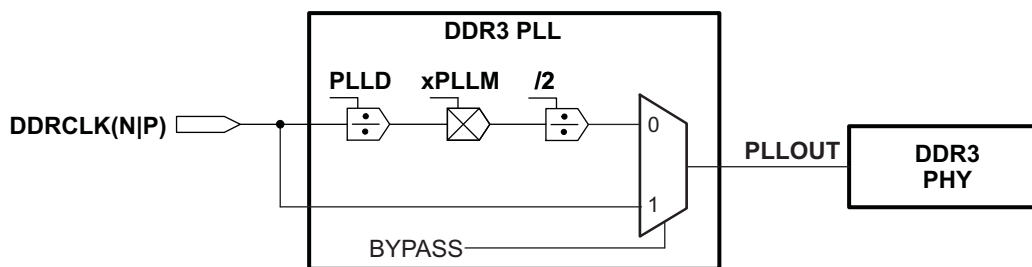 DDR3 PLL
PLLD
xPLLM
/2
DDRCLK(N|P)
0
PLLOUT
DDR3
PHY
1
BYPASS